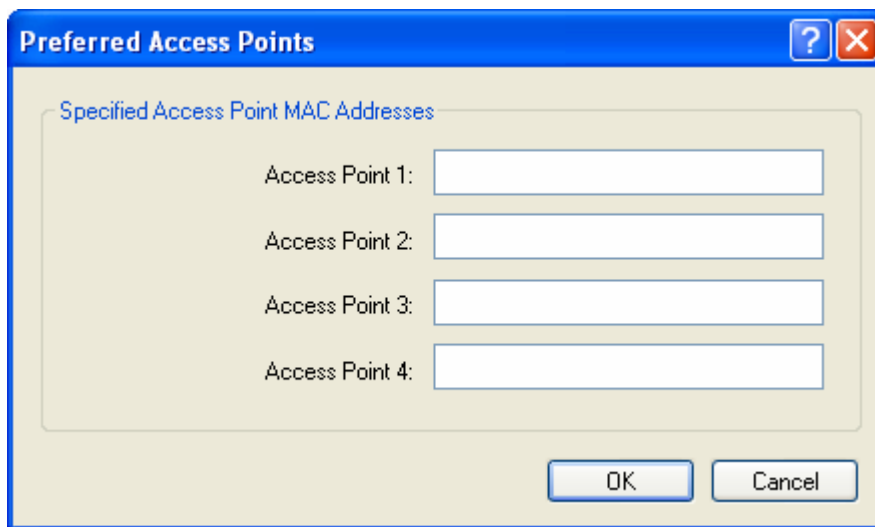 Preferred Access Points
?
Specified Access Point MAC Addresses
Access Point 1:
Access Point 2:
Access Point 3:
Access Point 4:
OK
Cancel